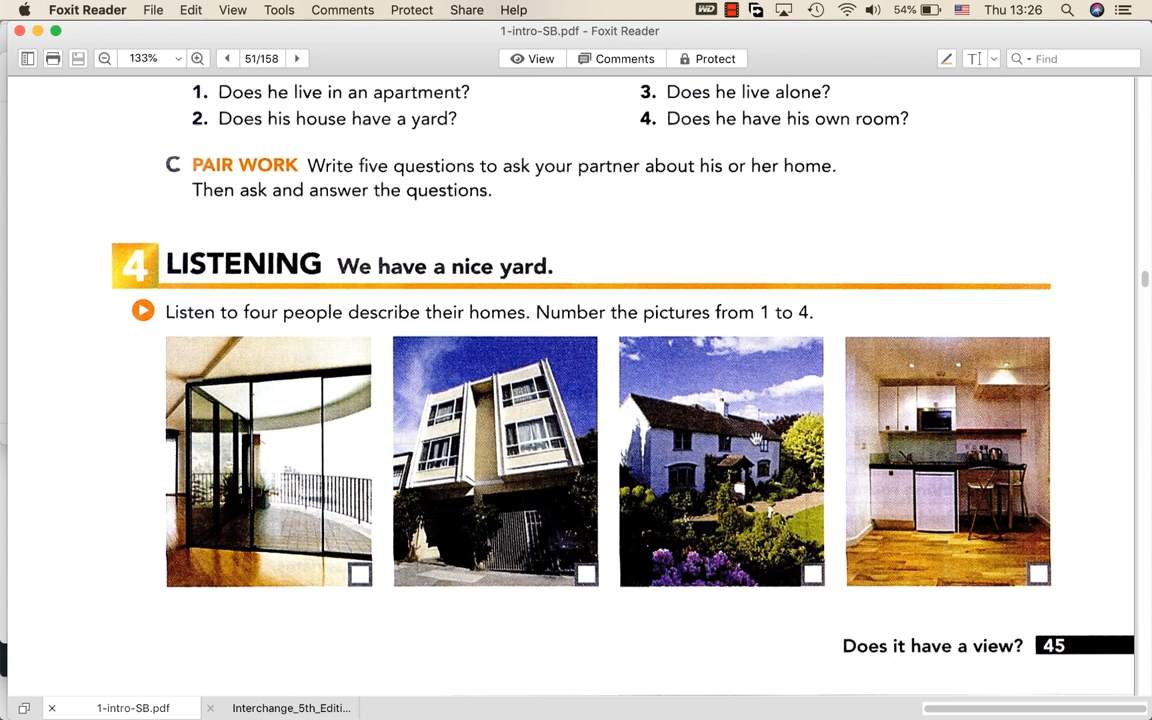 Foxit Reader File Edit View Tools Comments Protect Share Help WD 54% Thu 13:26
1-intro-SB.pdf - Foxit Reader
133% 51/158 View Comments Protect Find
1. Does he live in an apartment?
2. Does his house have a yard?
3. Does he live alone?
4. Does he have his own room?
C PAIR WORK Write five questions to ask your partner about his or her home.
Then ask and answer the questions.
4 LISTENING We have a nice yard.
Listen to four people describe their homes. Number the pictures from 1 to 4.
Does it have a view? 45
1-intro-SB.pdf Interchange_5th_Editi...